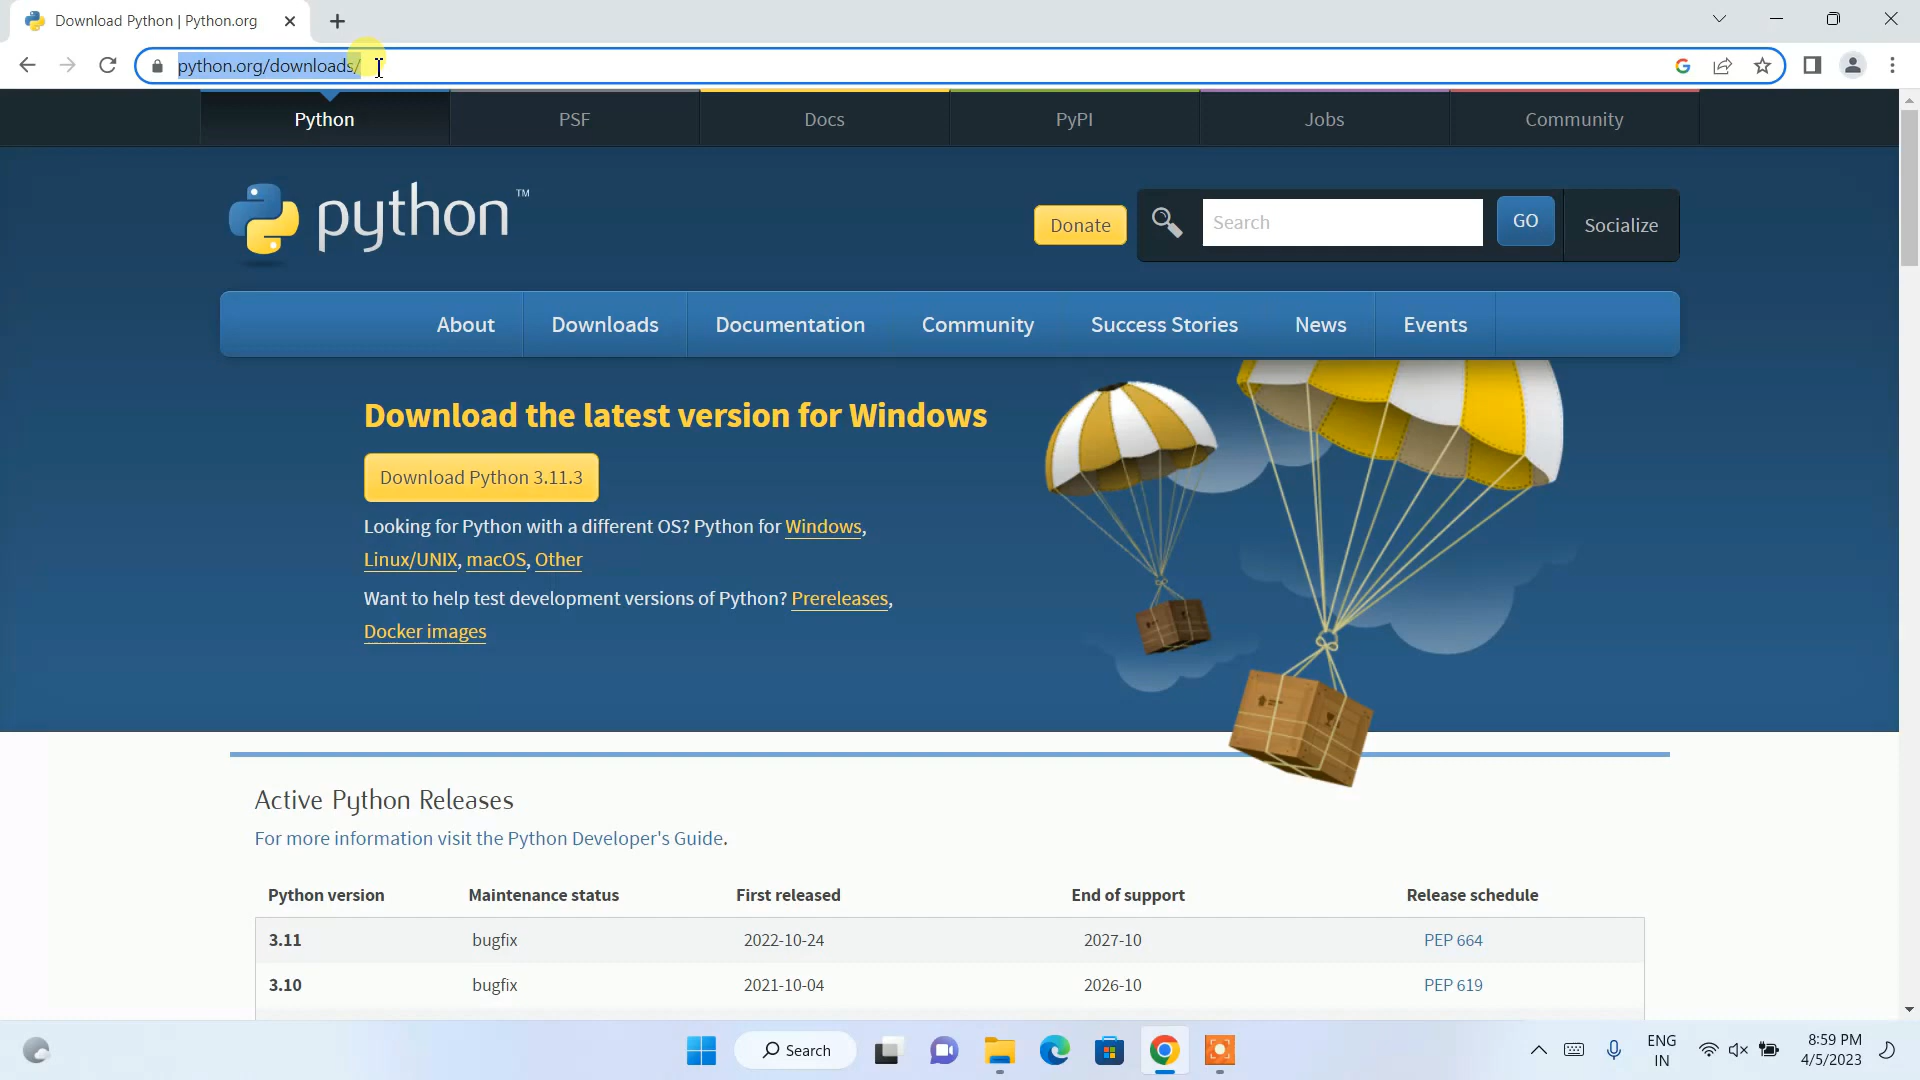 Download Python | Python.org
python.org/downloads/
Python
PSF
Docs
PyPI
Jobs
Community
python™
Donate
Search
GO
Socialize
About
Downloads
Documentation
Community
Success Stories
News
Events
Download the latest version for Windows
Download Python 3.11.3
Looking for Python with a different OS? Python for Windows,
Linux/UNIX, macOS, Other
Want to help test development versions of Python? Prereleases,
Docker images
Active Python Releases
For more information visit the Python Developer's Guide.
Python version Maintenance status First released End of support Release schedule
3.11 bugfix 2022-10-24 2027-10 PEP 664
3.10 bugfix 2021-10-04 2026-10 PEP 619
Search
ENG
IN
8:59 PM
4/5/2023